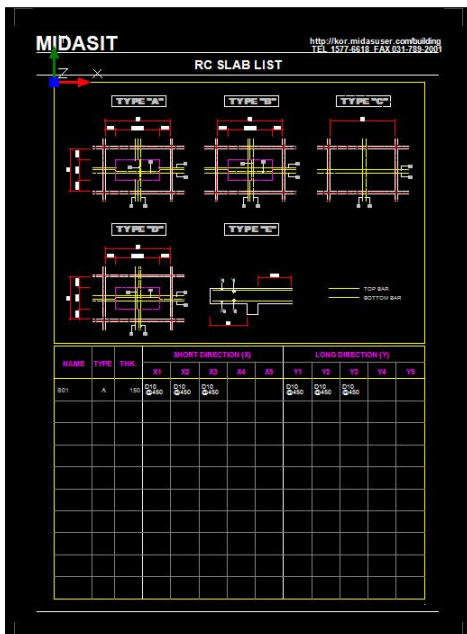 MIDASIT
http://kor.midasuser.com/building
TEL 1577-6618 FAX 031-789-2001
RC SLAB LIST
Z
TYPE "A"
TYPE "B"
TYPE "C"
TYPE "D"
TYPE "E"
TOP BAR
BOTTOM BAR
NAME TYPE THK. SHORT DIRECTION (X) LONG DIRECTION (Y)
X1 X2 X3 X4 X5 Y1 Y2 Y3 Y4 Y5
B01 A 150 D10 D10 D10 D10 D10 D10
@450 @450 @450 @450 @450 @450